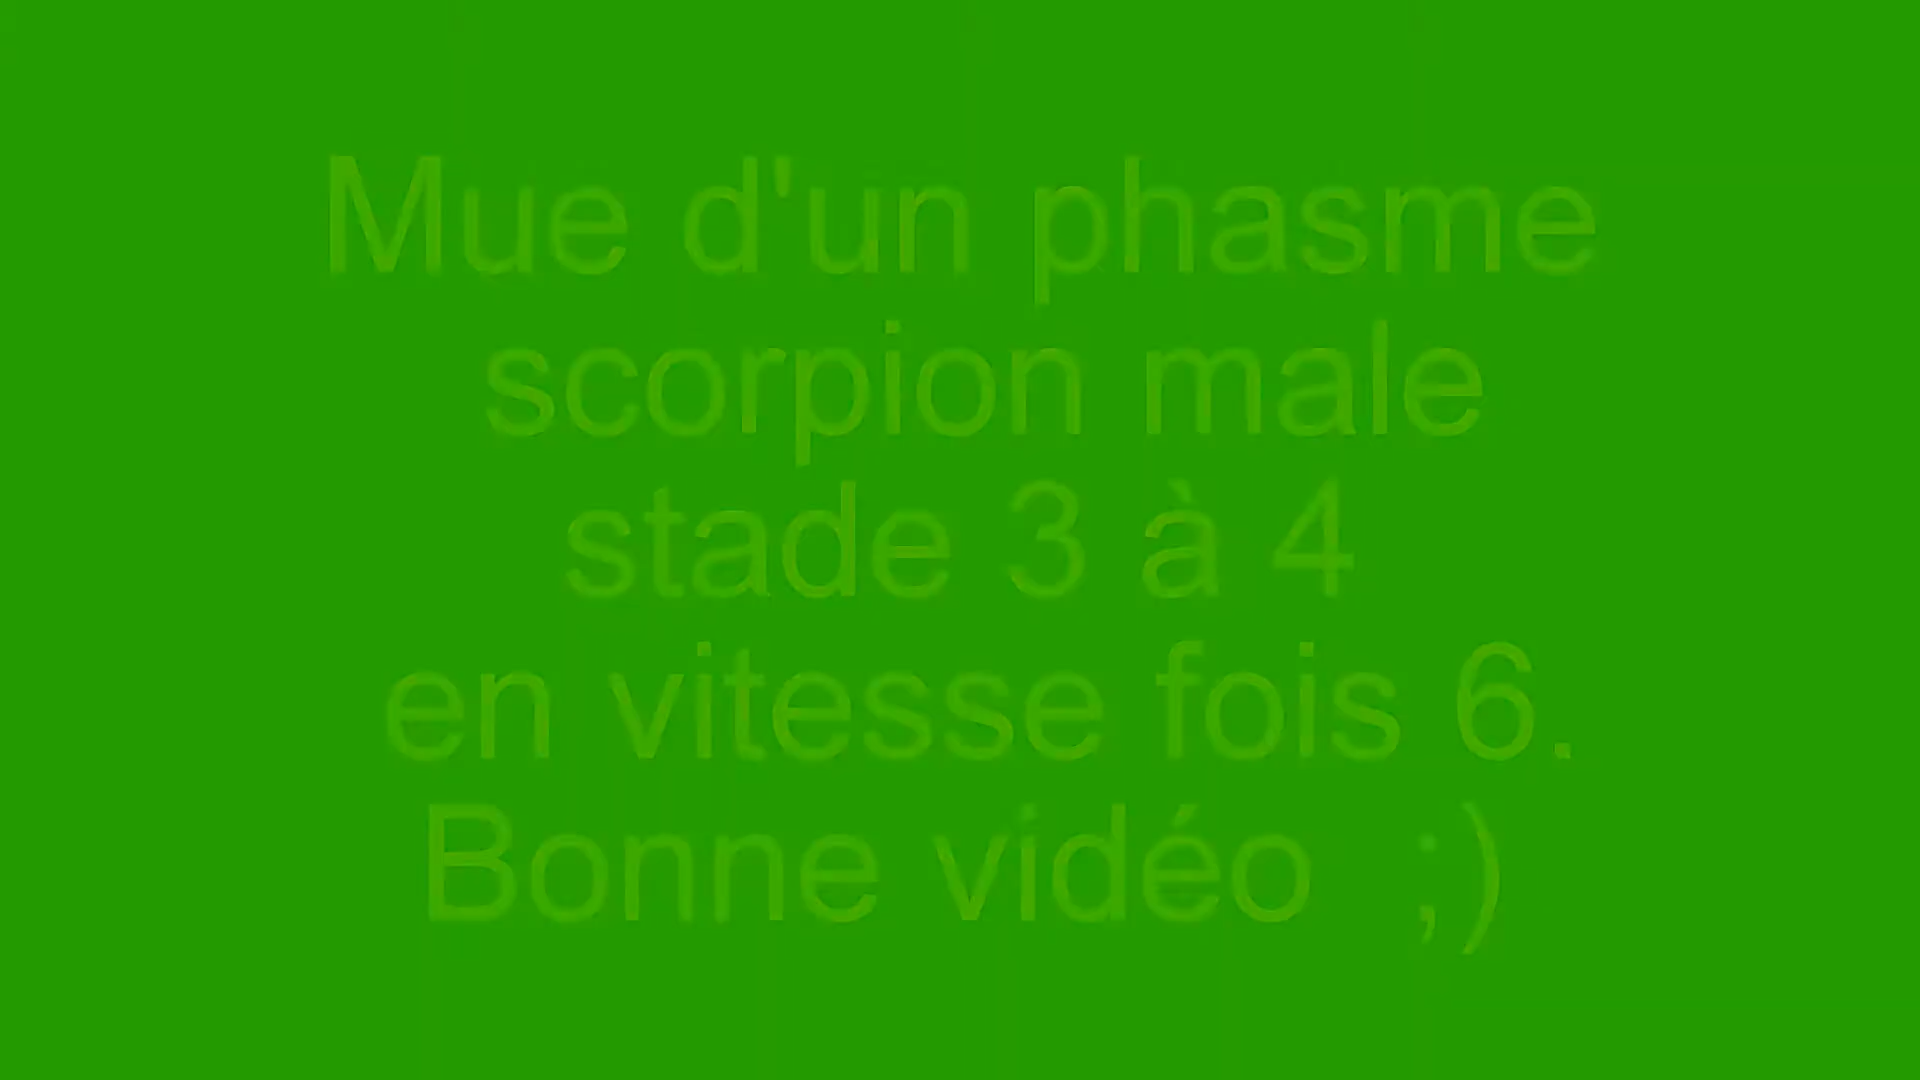 Mue d'un phasme
scorpion male
stade 3 à 4
en vitesse fois 6.
Bonne vidéo ;)